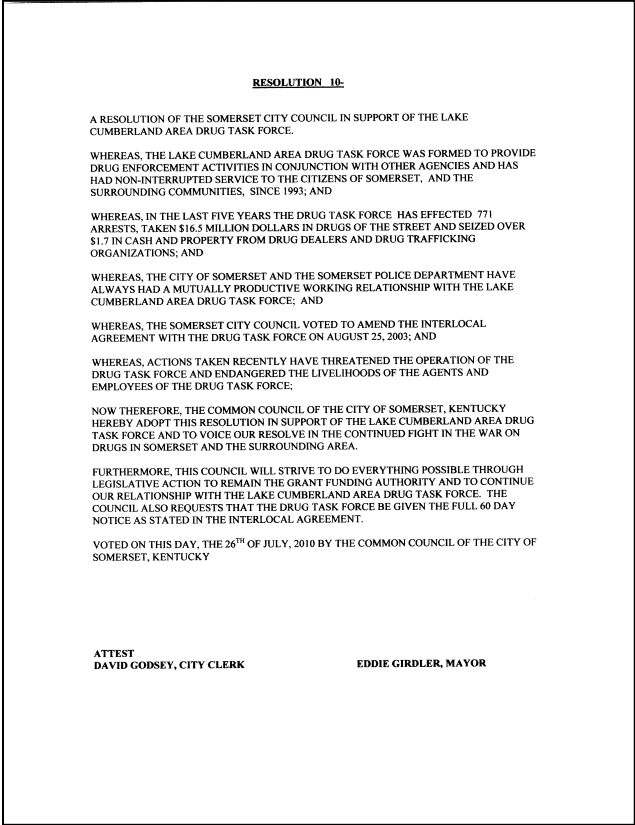 RESOLUTION 10-
A RESOLUTION OF THE SOMERSET CITY COUNCIL IN SUPPORT OF THE LAKE
CUMBERLAND AREA DRUG TASK FORCE.
WHEREAS, THE LAKE CUMBERLAND AREA DRUG TASK FORCE WAS FORMED TO PROVIDE
DRUG ENFORCEMENT ACTIVITIES IN CONJUNCTION WITH OTHER AGENCIES AND HAS
HAD NON-INTERRUPTED SERVICE TO THE CITIZENS OF SOMERSET, AND THE
SURROUNDING COMMUNITIES, SINCE 1993; AND
WHEREAS, IN THE LAST FIVE YEARS THE DRUG TASK FORCE HAS EFFECTED 771
ARRESTS, TAKEN $16.5 MILLION DOLLARS IN DRUGS OF THE STREET AND SEIZED OVER
$1.7 IN CASH AND PROPERTY FROM DRUG DEALERS AND DRUG TRAFFICKING
ORGANIZATIONS; AND
WHEREAS, THE CITY OF SOMERSET AND THE SOMERSET POLICE DEPARTMENT HAVE
ALWAYS HAD A MUTUALLY PRODUCTIVE WORKING RELATIONSHIP WITH THE LAKE
CUMBERLAND AREA DRUG TASK FORCE; AND
WHEREAS, THE SOMERSET CITY COUNCIL VOTED TO AMEND THE INTERLOCAL
AGREEMENT WITH THE DRUG TASK FORCE ON AUGUST 25, 2003; AND
WHEREAS, ACTIONS TAKEN RECENTLY HAVE THREATENED THE OPERATION OF THE
DRUG TASK FORCE AND ENDANGERED THE LIVELIHOODS OF THE AGENTS AND
EMPLOYEES OF THE DRUG TASK FORCE;
NOW THEREFORE, THE COMMON COUNCIL OF THE CITY OF SOMERSET, KENTUCKY
HEREBY ADOPT THIS RESOLUTION IN SUPPORT OF THE LAKE CUMBERLAND AREA DRUG
TASK FORCE AND TO VOICE OUR RESOLVE IN THE CONTINUED FIGHT IN THE WAR ON
DRUGS IN SOMERSET AND THE SURROUNDING AREA.
FURTHERMORE, THIS COUNCIL WILL STRIVE TO DO EVERYTHING POSSIBLE THROUGH
LEGISLATIVE ACTION TO REMAIN THE GRANT FUNDING AUTHORITY AND TO CONTINUE
OUR RELATIONSHIP WITH THE LAKE CUMBERLAND AREA DRUG TASK FORCE. THE
COUNCIL ALSO REQUESTS THAT THE DRUG TASK FORCE BE GIVEN THE FULL 60 DAY
NOTICE AS STATED IN THE INTERLOCAL AGREEMENT.
VOTED ON THIS DAY, THE 26TH OF JULY, 2010 BY THE COMMON COUNCIL OF THE CITY OF
SOMERSET, KENTUCKY
ATTEST
DAVID GODSEY, CITY CLERK EDDIE GIRDLER, MAYOR